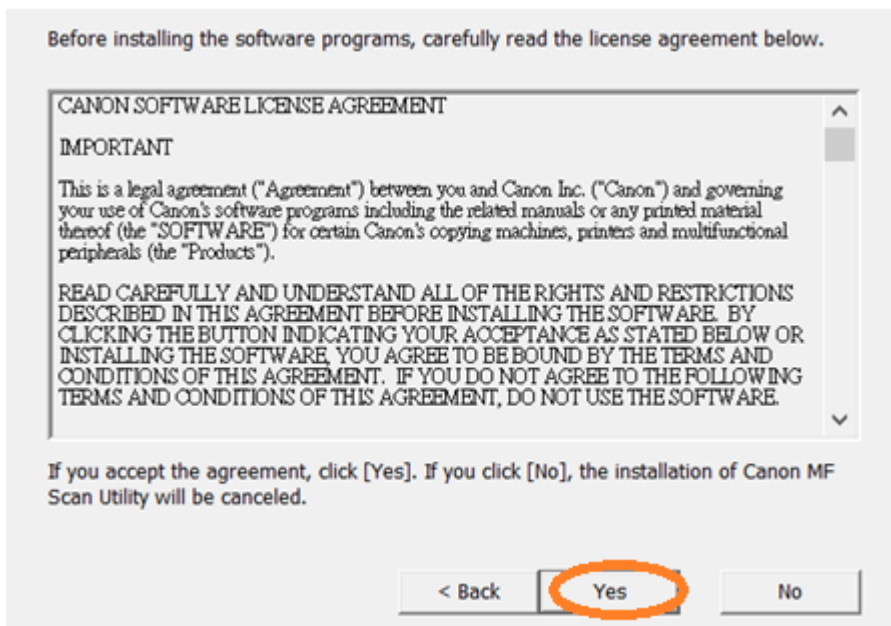 Before installing the software programs, carefully read the license agreement below.
CANON SOFTWARE LICENSE AGREEMENT
IMPORTANT
This is a legal agreement ("Agreement") between you and Canon Inc. ("Canon") and governing
your use of Canon's software programs including the related manuals or any printed material
thereof (the "SOFTWARE") for certain Canon's copying machines, printers and multifunctional
peripherals (the "Products").
READ CAREFULLY AND UNDERSTAND ALL OF THE RIGHTS AND RESTRICTIONS
DESCRIBED IN THIS AGREEMENT BEFORE INSTALLING THE SOFTWARE. BY
CLICKING THE BUTTON INDICATING YOUR ACCEPTANCE AS STATED BELOW OR
INSTALLING THE SOFTWARE, YOU AGREE TO BE BOUND BY THE TERMS AND
CONDITIONS OF THIS AGREEMENT. IF YOU DO NOT AGREE TO THE FOLLOWING
TERMS AND CONDITIONS OF THIS AGREEMENT, DO NOT USE THE SOFTWARE.
If you accept the agreement, click [Yes]. If you click [No], the installation of Canon MF
Scan Utility will be canceled.
< Back Yes No